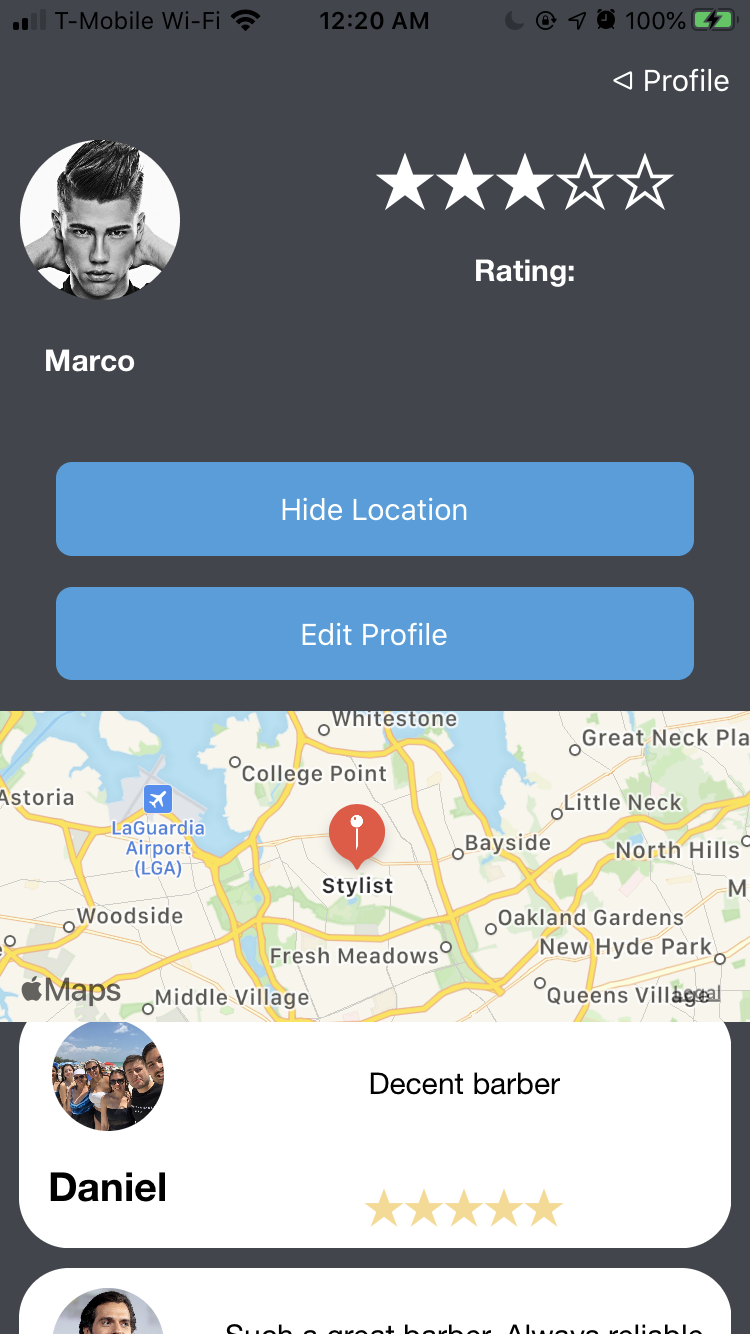 T-Mobile Wi-Fi 12:20 AM 100%
Profile
Rating:
Marco
Hide Location
Edit Profile
Whitestone
Great Neck Pla
College Point
Astoria
Little Neck
LaGuardia
Airport
(LGA)
Bayside
North Hills
Stylist
M
Woodside
Oakland Gardens
Fresh Meadows
New Hyde Park
Maps
Middle Village
Queens Village
Legal
Decent barber
Daniel
Such a great barber. Always reliable